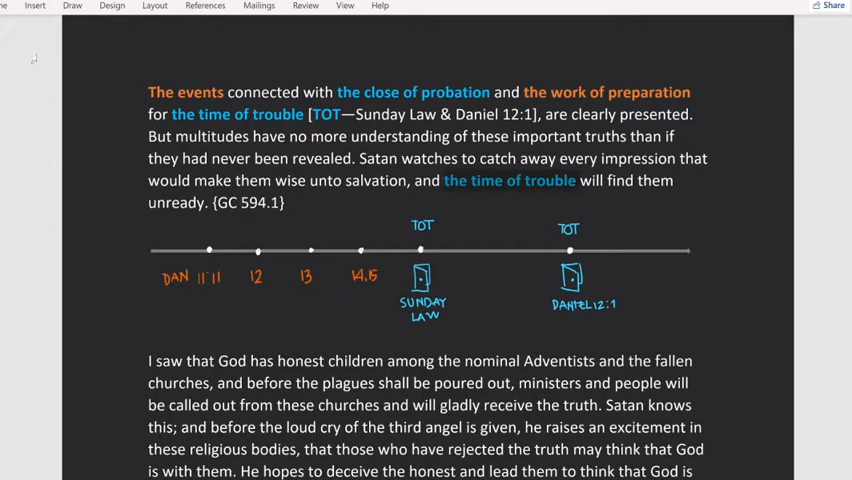 Insert Draw Design Layout References Mailings Review View Help Share
The events connected with the close of probation and the work of preparation
for the time of trouble [TOT—Sunday Law & Daniel 12:1], are clearly presented.
But multitudes have no more understanding of these important truths than if
they had never been revealed. Satan watches to catch away every impression that
would make them wise unto salvation, and the time of trouble will find them
unready. {GC 594.1}
TOT TOT
DAN 11:11 12 13 14,15
SUNDAY
LAW
DANIEL 12:1
I saw that God has honest children among the nominal Adventists and the fallen
churches, and before the plagues shall be poured out, ministers and people will
be called out from these churches and will gladly receive the truth. Satan knows
this; and before the loud cry of the third angel is given, he raises an excitement in
these religious bodies, that those who have rejected the truth may think that God
is with them. He hopes to deceive the honest and lead them to think that God is